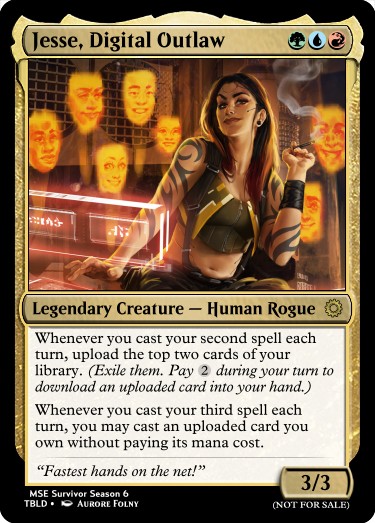 Jesse, Digital Outlaw
Legendary Creature — Human Rogue
Whenever you cast your second spell each
turn, upload the top two cards of your
library. (Exile them. Pay 2 during your turn to
download an uploaded card into your hand.)
Whenever you cast your third spell each
turn, you may cast an uploaded card you
own without paying its mana cost.
“Fastest hands on the net!”
3/3
MSE Survivor Season 6
TBLD • Aurore Folny
(NOT FOR SALE)